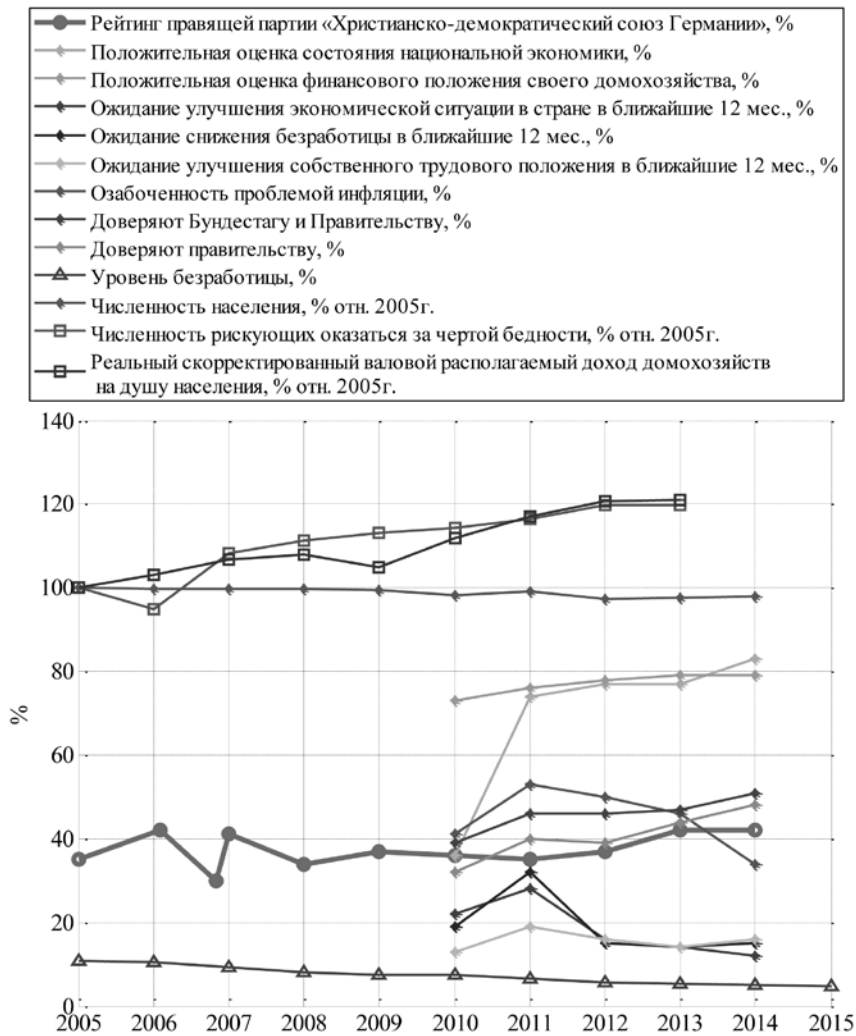 Рейтинг правящей партии «Христианско-демократический союз Германии», %
Положительная оценка состояния национальной экономики, %
Положительная оценка финансового положения своего домохозяйства, %
Ожидание улучшения экономической ситуации в стране в ближайшие 12 мес., %
Ожидание снижения безработицы в ближайшие 12 мес., %
Ожидание улучшения собственного трудового положения в ближайшие 12 мес., %
Озабоченность проблемой инфляции, %
Доверяют Бундестагу и Правительству, %
Доверяют правительству, %
Уровень безработицы, %
Численность населения, % отн. 2005г.
Численность рискующих оказаться за чертой бедности, % отн. 2005г.
Реальный скорректированный валовой располагаемый доход домохозяйств
на душу населения, % отн. 2005г.
140
120
100
80
60
40
20
0
%
2005 2006 2007 2008 2009 2010 2011 2012 2013 2014 2015